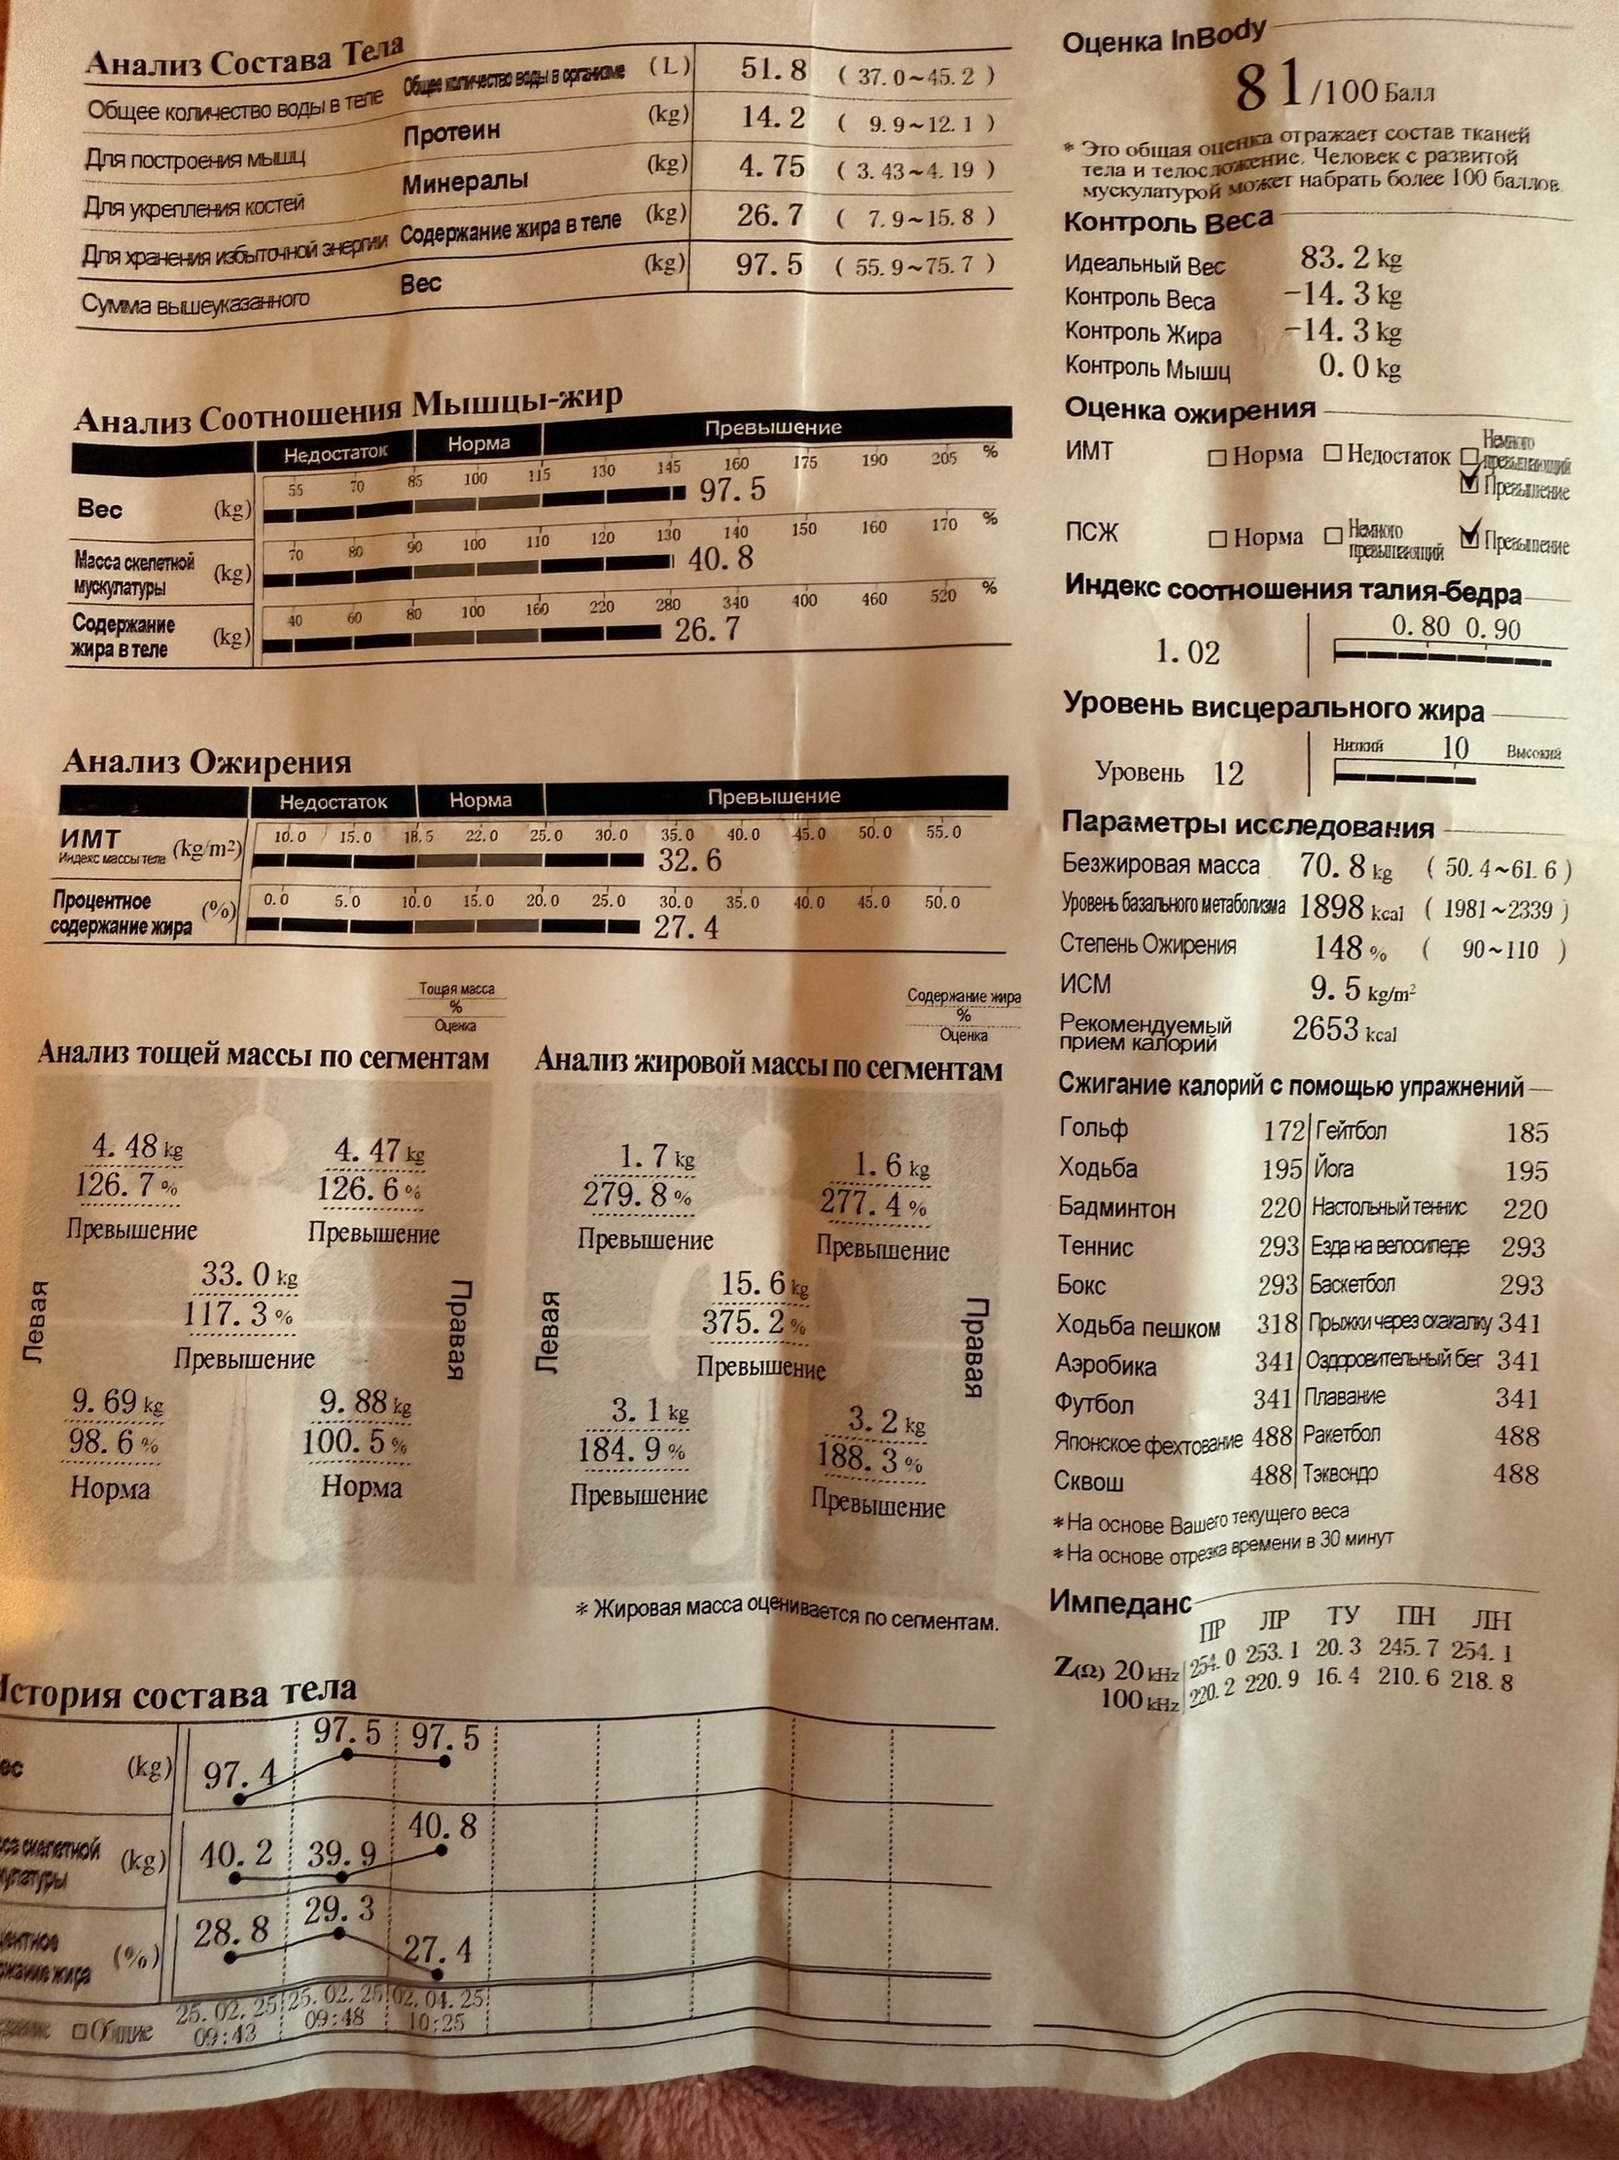 Анализ Состава Тела
Общее количество воды в теле Общее количество воды в организме (L) 51.8 ( 37.0~45.2 )
Для построения мышц Протеин (kg) 14.2 ( 9.9~12.1 )
Для укрепления костей Минералы (kg) 4.75 ( 3.43~4.19 )
Для хранения избыточной энергии Содержание жира в теле (kg) 26.7 ( 7.9~15.8 )
Сумма вышеуказанного Вес (kg) 97.5 ( 55.9~75.7 )
Анализ Соотношения Мышцы-жир
Недостаток Норма Превышение
55 70 85 100 115 130 145 160 175 190 205 %
Вес (kg) 97.5
70 80 90 100 110 120 130 140 150 160 170 %
Масса скелетной мускулатуры (kg) 40.8
40 60 80 100 160 220 280 340 400 460 520 %
Содержание жира в теле (kg) 26.7
Анализ Ожирения
Недостаток Норма Превышение
10.0 15.0 18.5 22.0 25.0 30.0 35.0 40.0 45.0 50.0 55.0
ИМТ Индекс массы тела (kg/m²) 32.6
0.0 5.0 10.0 15.0 20.0 25.0 30.0 35.0 40.0 45.0 50.0
Процентное содержание жира (%) 27.4
Тощая масса
%
Оценка
Анализ тощей массы по сегментам
4.48 kg 4.47 kg
126.7 % 126.6 %
Превышение Превышение
33.0 kg
117.3 %
Превышение
Левая Правая
9.69 kg 9.88 kg
98.6 % 100.5 %
Норма Норма
Содержание жира
%
Оценка
Анализ жировой массы по сегментам
1.7 kg 1.6 kg
279.8 % 277.4 %
Превышение Превышение
15.6 kg
375.2 %
Превышение
Левая Правая
3.1 kg 3.2 kg
184.9 % 188.3 %
Превышение Превышение
* Жировая масса оценивается по сегментам.
История состава тела
ес (kg) 97.4 97.5 97.5
скелетной (kg) 40.2 39.9 40.8
(%) 28.8 29.3 27.4
□Общие 25.02.25 25.02.25 02.04.25
09:43 09:48 10:25
Оценка InBody
81/100 Балл
* Это общая оценка отражает состав тканей
тела и телосложение. Человек с развитой
мускулатурой может набрать более 100 баллов
Контроль Веса
Идеальный Вес 83.2 kg
Контроль Веса -14.3 kg
Контроль Жира -14.3 kg
Контроль Мышц 0.0 kg
Оценка ожирения
ИМТ □ Норма □ Недостаток □ Немного превышающий
☑ Превышение
ПСЖ □ Норма □ Немного превышающий ☑ Превышение
Индекс соотношения талия-бедра
1.02 0.80 0.90
Уровень висцерального жира
Уровень 12 Низкий 10 Высокий
Параметры исследования
Безжировая масса 70.8 kg ( 50.4~61.6 )
Уровень базального метаболизма 1898 kcal ( 1981~2339 )
Степень Ожирения 148 % ( 90~110 )
ИСМ 9.5 kg/m²
Рекомендуемый прием калорий 2653 kcal
Сжигание калорий с помощью упражнений
Гольф 172 Гейтбол 185
Ходьба 195 Йога 195
Бадминтон 220 Настольный теннис 220
Теннис 293 Езда на велосипеде 293
Бокс 293 Баскетбол 293
Ходьба пешком 318 Прыжки через скакалку 341
Аэробика 341 Оздоровительный бег 341
Футбол 341 Плавание 341
Японское фехтование 488 Ракетбол 488
Сквош 488 Тэквондо 488
*На основе Вашего текущего веса
*На основе отрезка времени в 30 минут
Импеданс
ПР ЛР ТУ ПН ЛН
Z(Ω) 20 kHz 254.0 253.1 20.3 245.7 254.1
100 kHz 220.2 220.9 16.4 210.6 218.8